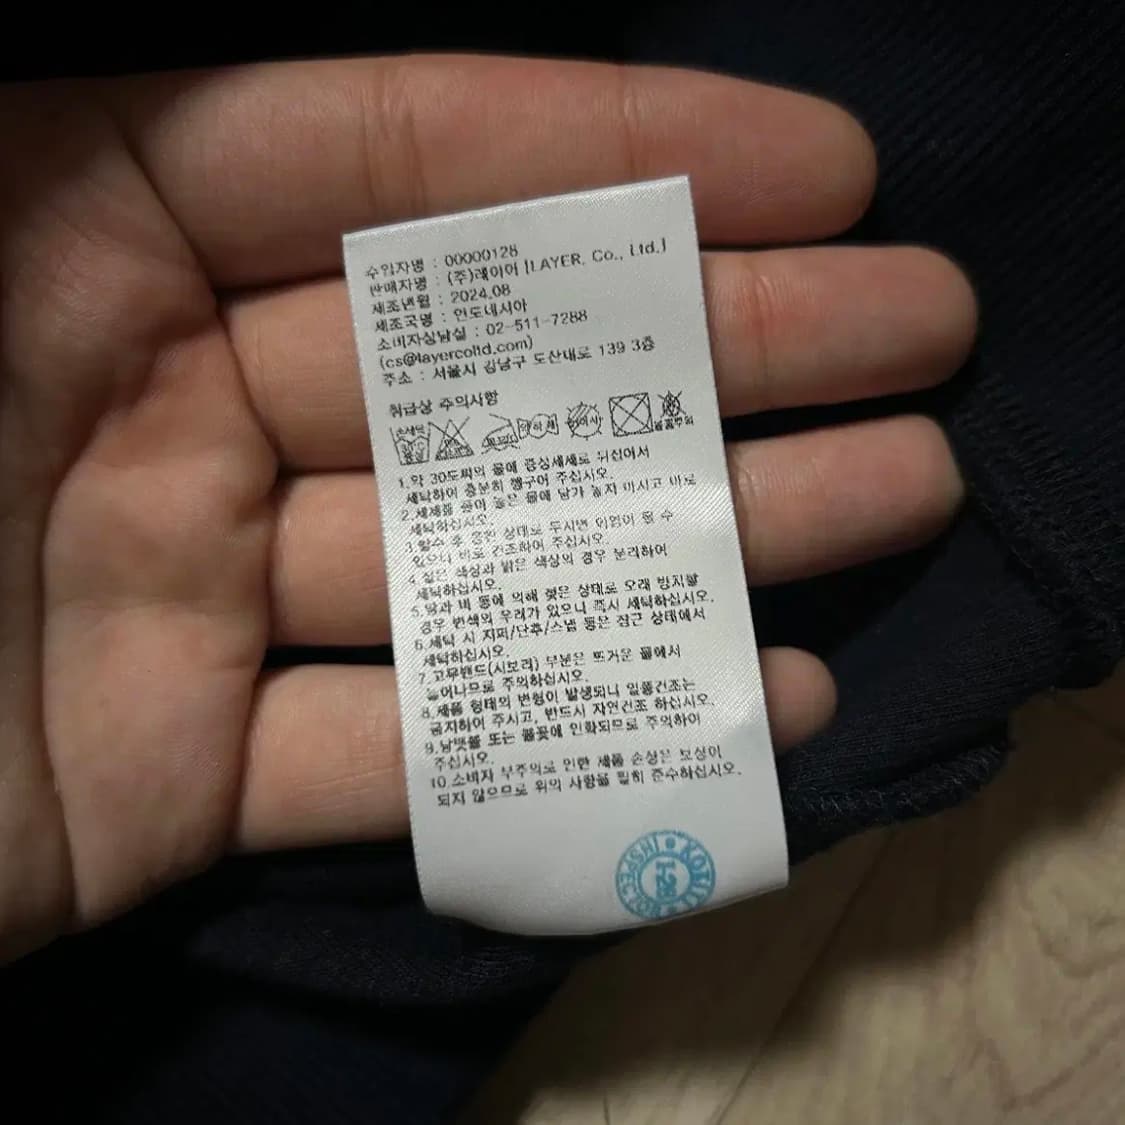 수입자명 : 00000128
판매자명 : (주)레이어 [LAYER. Co., Ltd.]
제조년월 : 2024.08
제조국명 : 인도네시아
소비자상담실 : 02-511-7288
(cs@layercoltd.com)
주소 : 서울시 강남구 도산대로 139 3층
취급상 주의사항
손세탁 약하게
1.약 30도씨의 물에 중성세제로 뒤집어서
세탁하여 충분히 헹구어 주십시오.
2.세제를 풀어 놓은 물에 담가 놓지 마시고 바로
세탁하십시오.
3.탈수 후 상태로 두시면 이염이 될 수
있으니 바로 건조하여 주십시오.
4.짙은 색상과 밝은 색상의 경우 분리하여
세탁하십시오.
5.땀과 비 등에 의해 젖은 상태로 오래 방치할
경우 변색의 우려가 있으니 즉시 세탁하십시오.
6.세탁 시 지퍼/단추/스냅 등은 잠근 상태에서
세탁하십시오.
7.고무밴드(시보리) 부분은 뜨거운 물에서
늘어나므로 주의하십시오.
8.제품 형태의 변형이 발생되니 열풍건조는
금지하여 주시고, 반드시 자연건조 하십시오.
9.담뱃불 또는 불꽃에 인화되므로 주의하여
주십시오.
10.소비자 부주의로 인한 제품 손상은 보상이
되지 않으므로 위의 사항을 필히 준수하십시오.
1-28